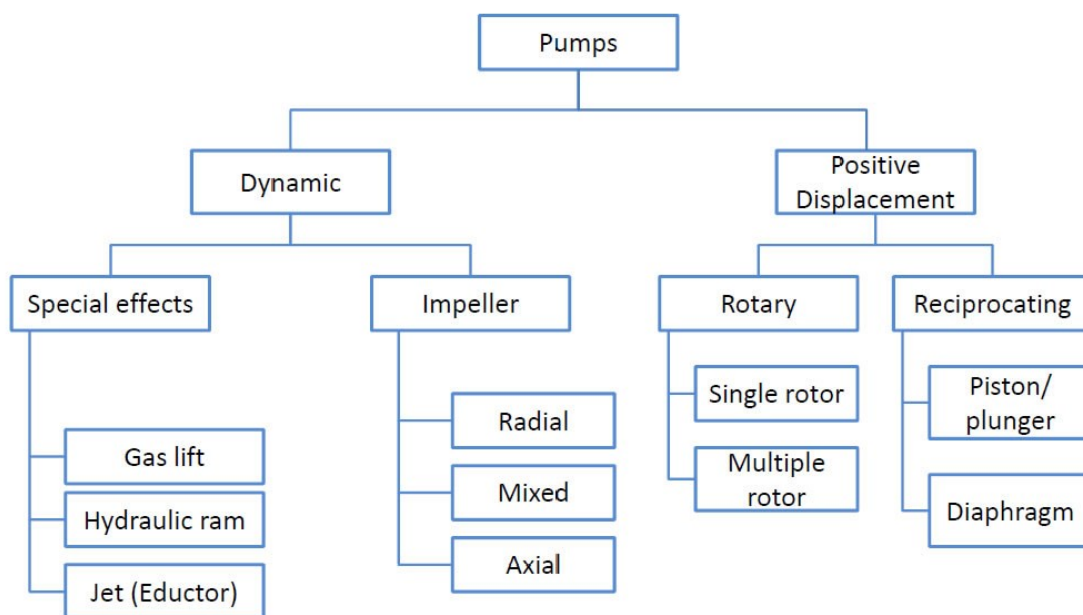 Pumps
Dynamic
Positive
Displacement
Special effects
Impeller
Rotary
Reciprocating
Gas lift
Hydraulic ram
Jet (Eductor)
Radial
Mixed
Axial
Single rotor
Multiple
rotor
Piston/
plunger
Diaphragm